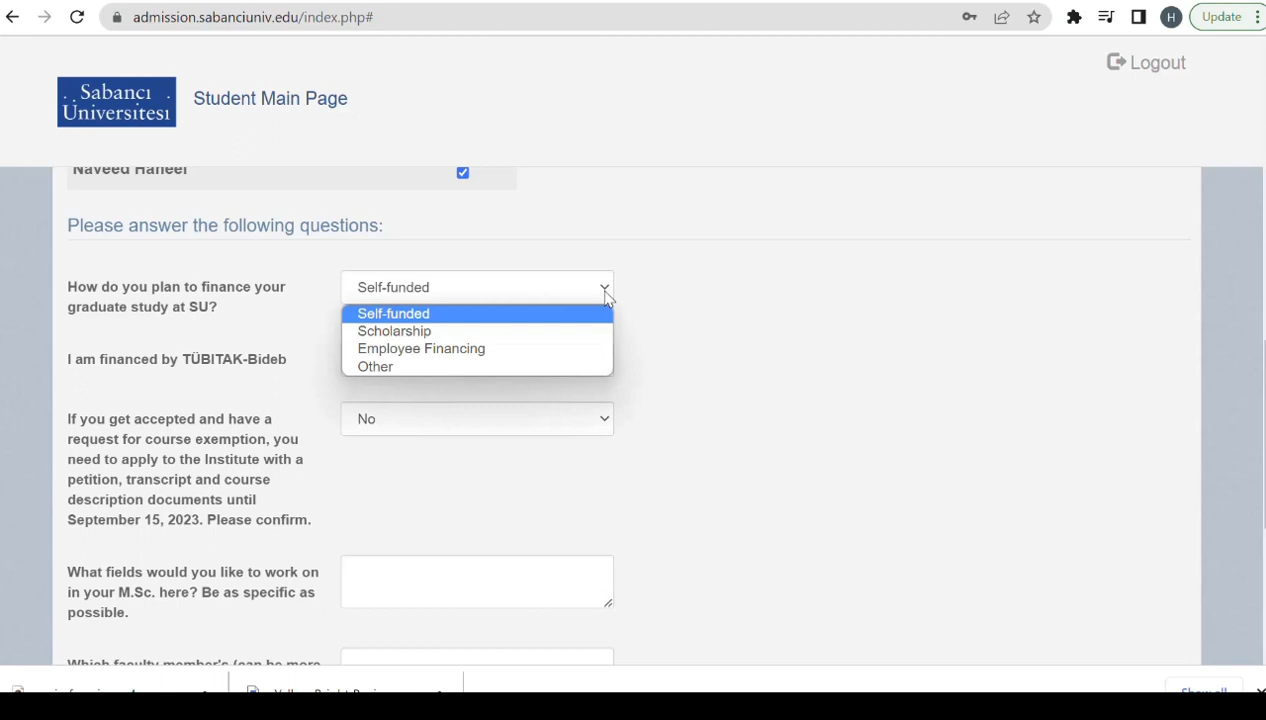 admission.sabanciuniv.edu/index.php#
H
Update
Logout
Sabancı
Üniversitesi
Student Main Page
Naveed Haneef
Please answer the following questions:
How do you plan to finance your
graduate study at SU?
Self-funded
Self-funded
Scholarship
Employee Financing
Other
I am financed by TÜBITAK-Bideb
If you get accepted and have a
request for course exemption, you
need to apply to the Institute with a
petition, transcript and course
description documents until
September 15, 2023. Please confirm.
No
What fields would you like to work on
in your M.Sc. here? Be as specific as
possible.
Which faculty member's (can be more
Show all